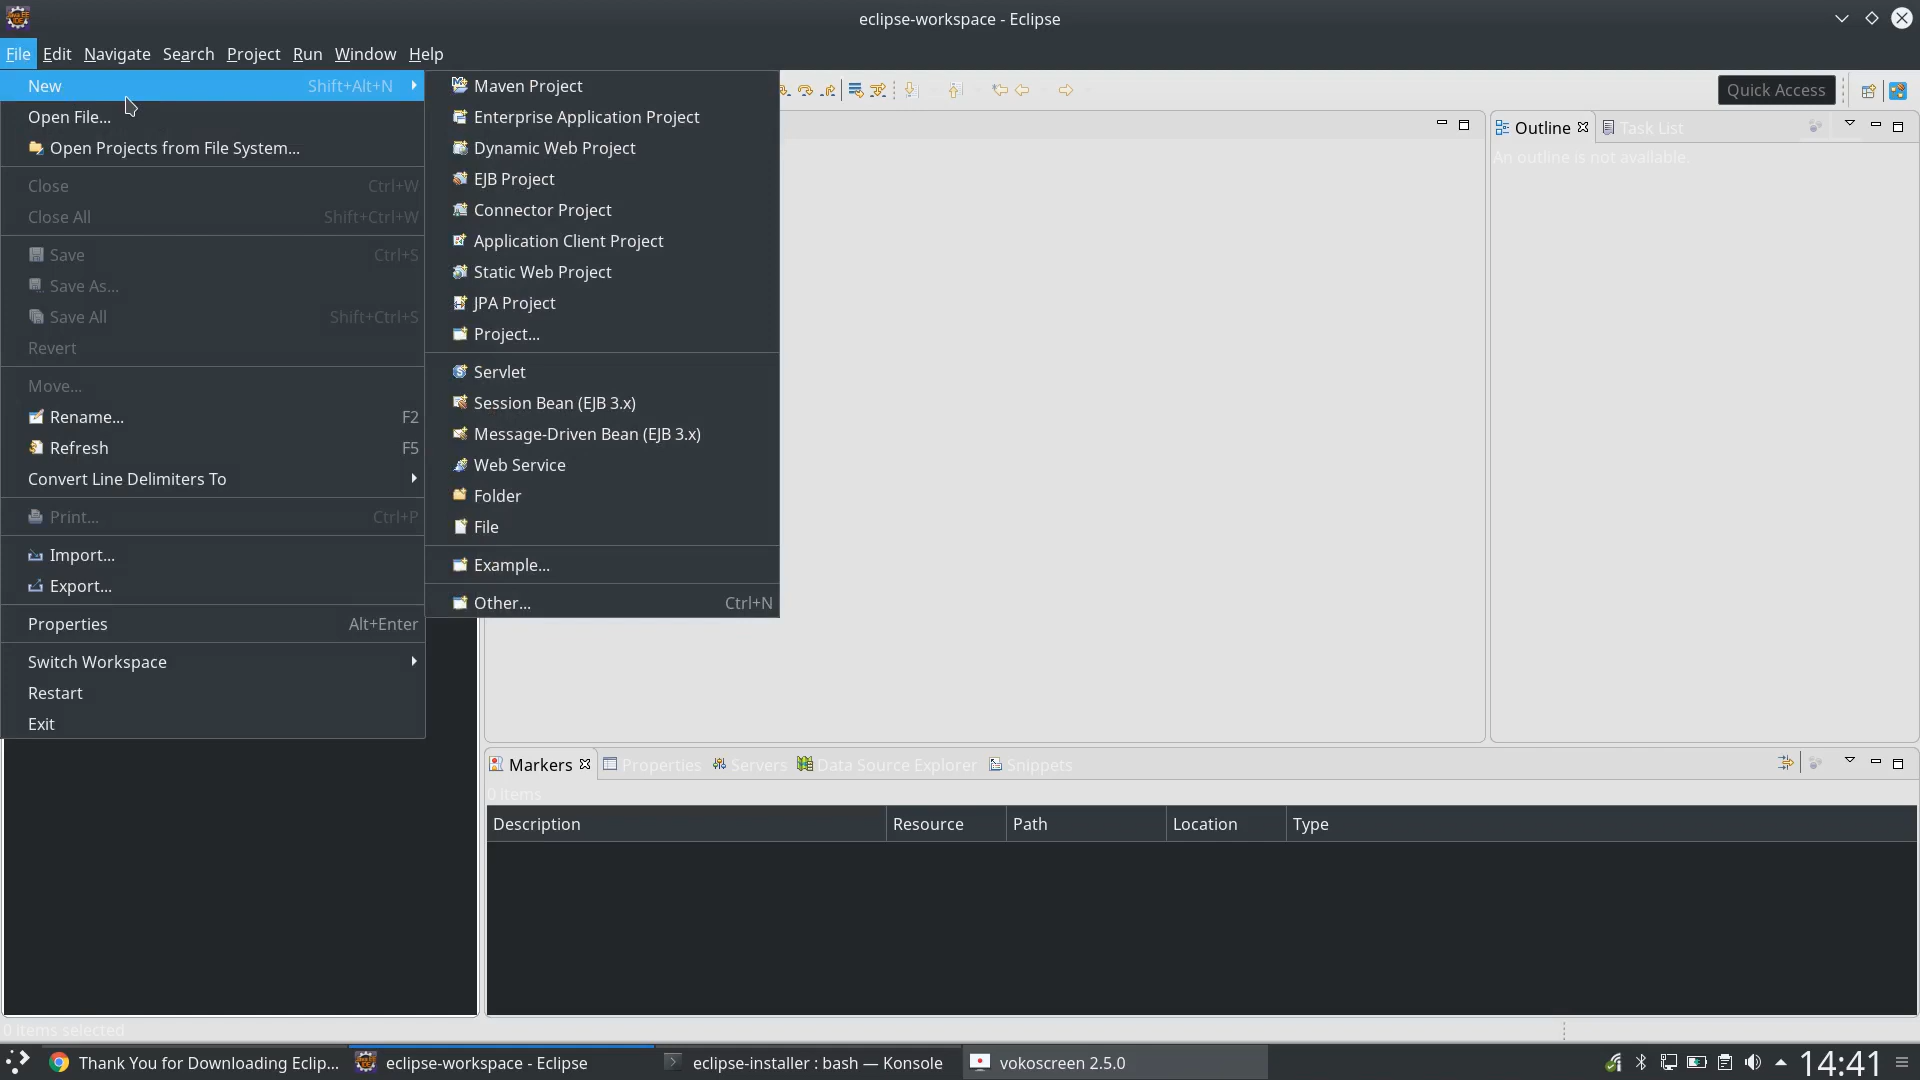 eclipse-workspace - Eclipse
File Edit Navigate Search Project Run Window Help
New Shift+Alt+N
Open File...
Open Projects from File System...
Close Ctrl+W
Close All Shift+Ctrl+W
Save Ctrl+S
Save As...
Save All Shift+Ctrl+S
Revert
Move...
Rename... F2
Refresh F5
Convert Line Delimiters To
Print... Ctrl+P
Import...
Export...
Properties Alt+Enter
Switch Workspace
Restart
Exit
Maven Project
Enterprise Application Project
Dynamic Web Project
EJB Project
Connector Project
Application Client Project
Static Web Project
JPA Project
Project...
Servlet
Session Bean (EJB 3.x)
Message-Driven Bean (EJB 3.x)
Web Service
Folder
File
Example...
Other... Ctrl+N
Quick Access
Outline Task List
An outline is not available.
Markers Properties Servers Data Source Explorer Snippets
0 items
Description Resource Path Location Type
0 items selected
Thank You for Downloading Eclip... eclipse-workspace - Eclipse eclipse-installer : bash — Konsole vokoscreen 2.5.0 14:41